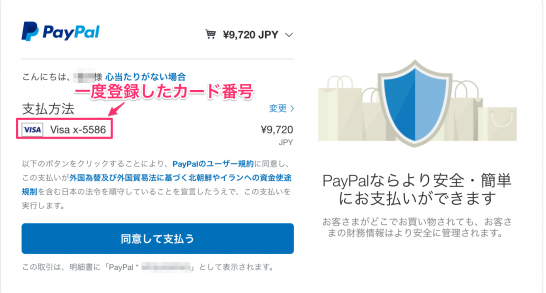 PayPal
¥9,720 JPY
こんにちは、様 心当たりがない場合
一度登録したカード番号
支払方法
変更
VISA Visa x-5586
¥9,720
JPY
以下のボタンをクリックすることにより、PayPalのユーザー規約に同意し、
この支払いが外国為替及び外国貿易法に基づく北朝鮮やイランへの資金使途
規制を含む日本の法令を順守していることを宣言したうえで、この支払いを
実行します。
同意して支払う
この取引は、明細書に「PayPal *」として表示されます。
PayPalならより安全・簡単
にお支払いができます
お客さまがどこでお買い物されても、お客さ
まの財務情報はより安全に管理されます。